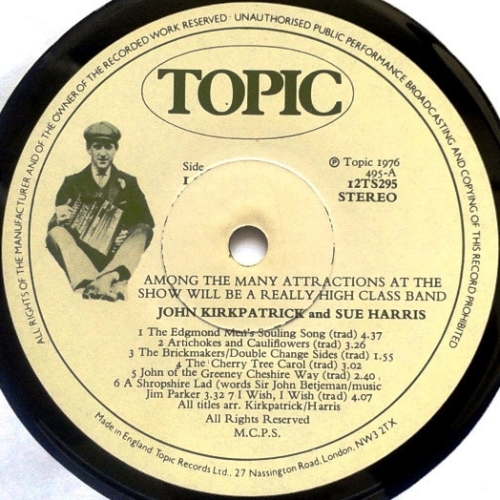 ALL RIGHTS OF THE MANUFACTURER AND OF THE OWNER OF THE RECORDED WORK RESERVED · UNAUTHORISED PUBLIC PERFORMANCE BROADCASTING AND COPYING OF THIS RECORD PROHIBITED
TOPIC
Side
1
℗ Topic 1976
495-A
12TS295
STEREO
AMONG THE MANY ATTRACTIONS AT THE
SHOW WILL BE A REALLY HIGH CLASS BAND
JOHN KIRKPATRICK and SUE HARRIS
1 The Edgmond Men's Souling Song (trad) 4.37
2 Artichokes and Cauliflowers (trad) 3.26
3 The Brickmakers/Double Change Sides (trad) 1.55
4 The Cherry Tree Carol (trad) 3.02
5 John of the Greeney Cheshire Way (trad) 2.40
6 A Shropshire Lad (words Sir John Betjeman/music
Jim Parker 3.32 7 I Wish, I Wish (trad) 4.07
All titles arr. Kirkpatrick/Harris
All Rights Reserved
M.C.P.S.
Made in England Topic Records Ltd., 27 Nassington Road, London, NW3 2TX